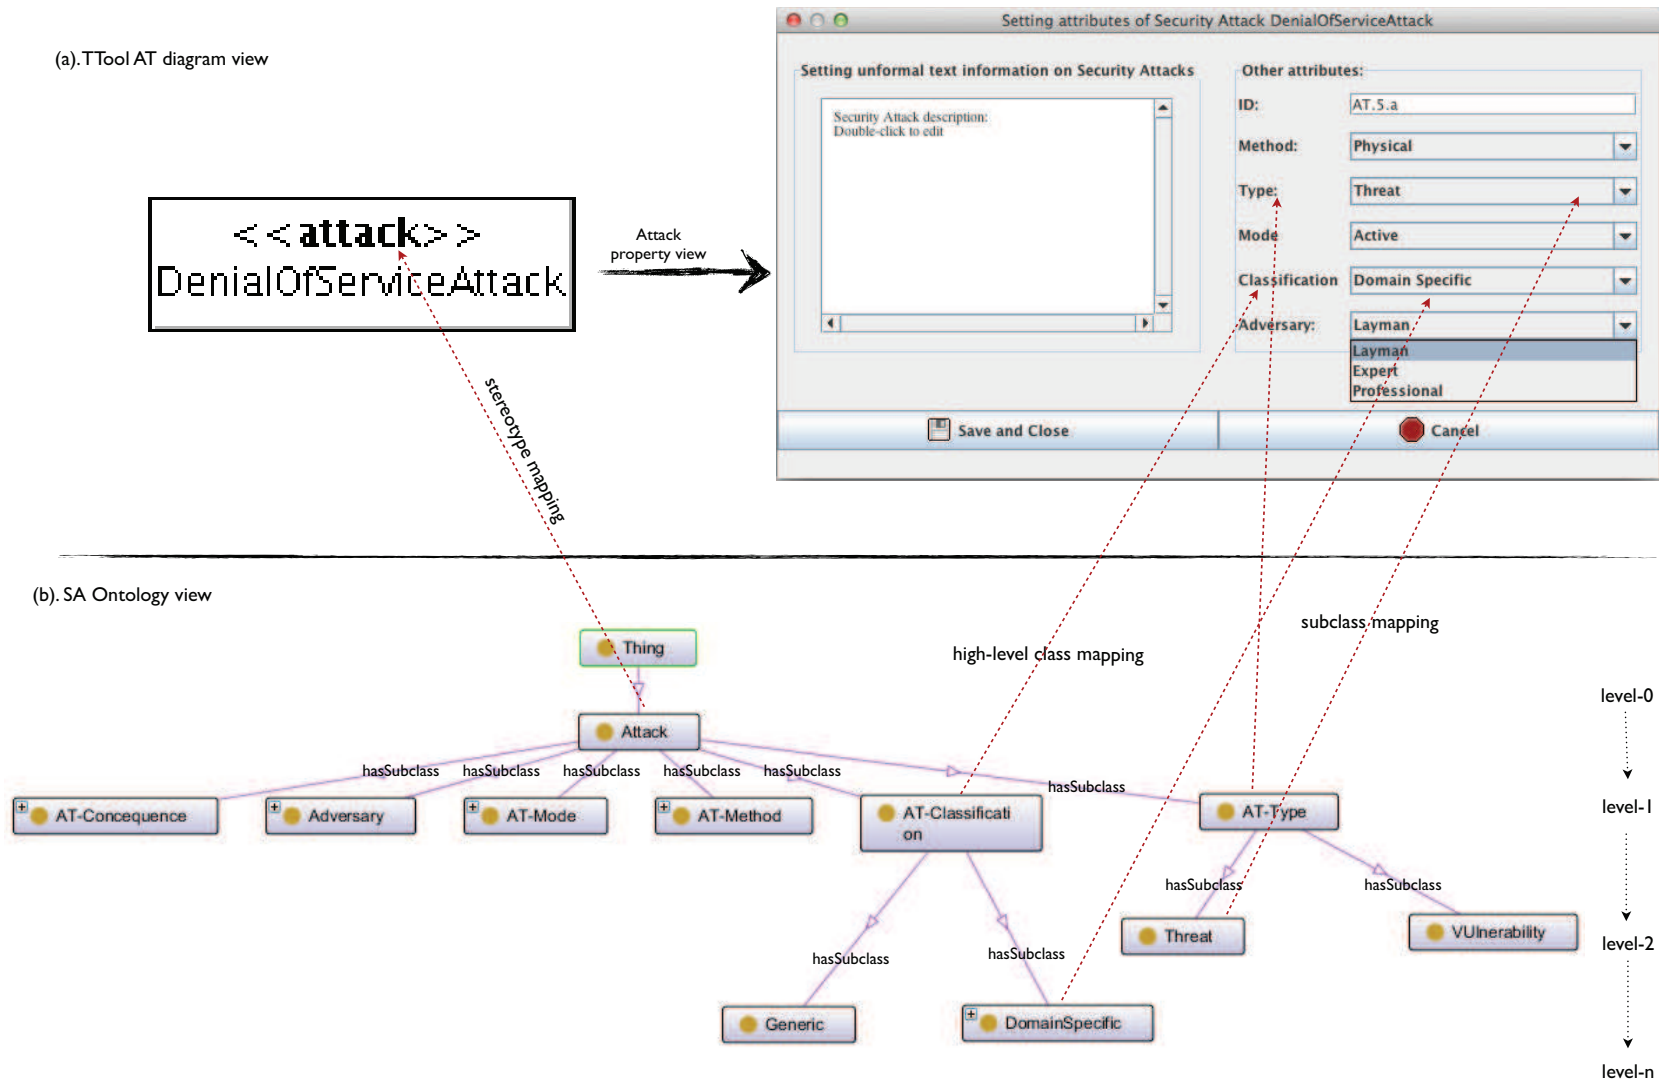 Setting attributes of Security Attack DenialOfServiceAttack
(a). TTool AT diagram view
Setting unformal text information on Security Attacks
Security Attack description:
Double-click to edit
Other attributes:
ID:
AT.5.a
Method:
Physical
Type:
Threat
Mode
Active
Classification
Domain Specific
Adversary:
Layman
Layman
Expert
Professional
Save and Close
Cancel
<<attack>>
DenialOfServiceAttack
Attack
property view
stereotype mapping
(b). SA Ontology view
Thing
high-level class mapping
subclass mapping
level-0
Attack
hasSubclass
hasSubclass
hasSubclass
hasSubclass
hasSubclass
hasSubclass
AT-Concequence
Adversary
AT-Mode
AT-Method
AT-Classificati
on
AT-Type
level-1
hasSubclass
hasSubclass
Threat
VUlnerability
level-2
hasSubclass
hasSubclass
Generic
DomainSpecific
level-n